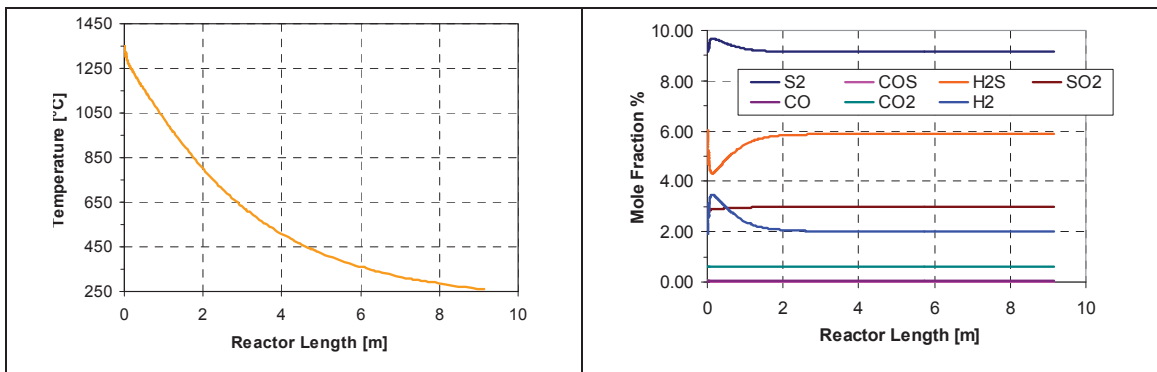 1450
1250
1050
850
650
450
250
Temperature [°C]
0 2 4 6 8 10
Reactor Length [m]
10.00
8.00
6.00
4.00
2.00
0.00
Mole Fraction %
S2 COS H2S SO2
CO CO2 H2
0 2 4 6 8 10
Reactor Length [m]